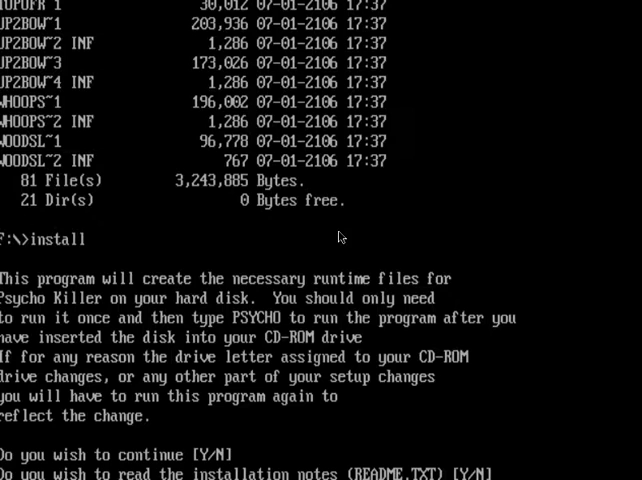 30,012 07-01-2106 17:37
UP2BOW~1 203,936 07-01-2106 17:37
UP2BOW~2 INF 1,286 07-01-2106 17:37
UP2BOW~3 173,026 07-01-2106 17:37
UP2BOW~4 INF 1,286 07-01-2106 17:37
WHOOPS~1 196,002 07-01-2106 17:37
WHOOPS~2 INF 1,286 07-01-2106 17:37
WOODSL~1 96,778 07-01-2106 17:37
WOODSL~2 INF 767 07-01-2106 17:37
81 File(s) 3,243,885 Bytes.
21 Dir(s) 0 Bytes free.
F:\>install
This program will create the necessary runtime files for
Psycho Killer on your hard disk. You should only need
to run it once and then type PSYCHO to run the program after you
have inserted the disk into your CD-ROM drive
If for any reason the drive letter assigned to your CD-ROM
drive changes, or any other part of your setup changes
you will have to run this program again to
reflect the change.
Do you wish to continue [Y/N]
Do you wish to read the installation notes (README.TXT) [Y/N]